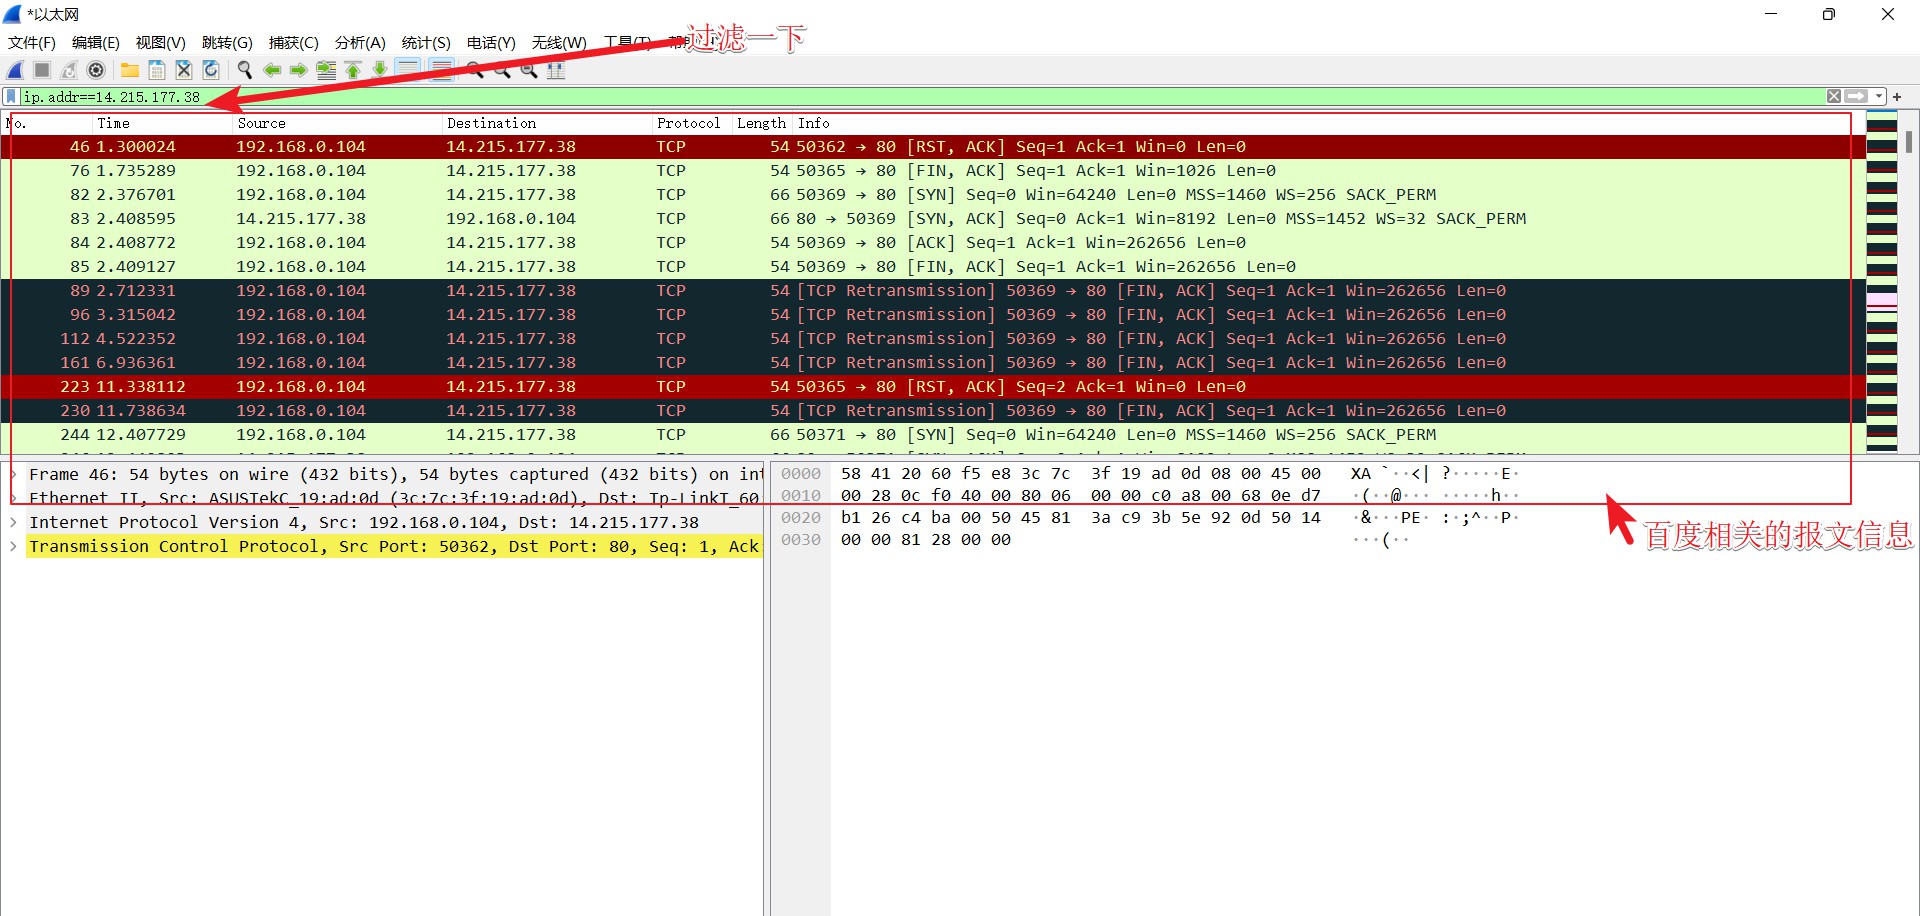 *以太网
文件(F) 编辑(E) 视图(V) 跳转(G) 捕获(C) 分析(A) 统计(S) 电话(Y) 无线(W) 工具(T)
过滤一下
ip.addr==14.215.177.38
No. Time Source Destination Protocol Length Info
46 1.300024 192.168.0.104 14.215.177.38 TCP 54 50362 → 80 [RST, ACK] Seq=1 Ack=1 Win=0 Len=0
76 1.735289 192.168.0.104 14.215.177.38 TCP 54 50365 → 80 [FIN, ACK] Seq=1 Ack=1 Win=1026 Len=0
82 2.376701 192.168.0.104 14.215.177.38 TCP 66 50369 → 80 [SYN] Seq=0 Win=64240 Len=0 MSS=1460 WS=256 SACK_PERM
83 2.408595 14.215.177.38 192.168.0.104 TCP 66 80 → 50369 [SYN, ACK] Seq=0 Ack=1 Win=8192 Len=0 MSS=1452 WS=32 SACK_PERM
84 2.408772 192.168.0.104 14.215.177.38 TCP 54 50369 → 80 [ACK] Seq=1 Ack=1 Win=262656 Len=0
85 2.409127 192.168.0.104 14.215.177.38 TCP 54 50369 → 80 [FIN, ACK] Seq=1 Ack=1 Win=262656 Len=0
89 2.712331 192.168.0.104 14.215.177.38 TCP 54 [TCP Retransmission] 50369 → 80 [FIN, ACK] Seq=1 Ack=1 Win=262656 Len=0
96 3.315042 192.168.0.104 14.215.177.38 TCP 54 [TCP Retransmission] 50369 → 80 [FIN, ACK] Seq=1 Ack=1 Win=262656 Len=0
112 4.522352 192.168.0.104 14.215.177.38 TCP 54 [TCP Retransmission] 50369 → 80 [FIN, ACK] Seq=1 Ack=1 Win=262656 Len=0
161 6.936361 192.168.0.104 14.215.177.38 TCP 54 [TCP Retransmission] 50369 → 80 [FIN, ACK] Seq=1 Ack=1 Win=262656 Len=0
223 11.338112 192.168.0.104 14.215.177.38 TCP 54 50365 → 80 [RST, ACK] Seq=2 Ack=1 Win=0 Len=0
230 11.738634 192.168.0.104 14.215.177.38 TCP 54 [TCP Retransmission] 50369 → 80 [FIN, ACK] Seq=1 Ack=1 Win=262656 Len=0
244 12.407729 192.168.0.104 14.215.177.38 TCP 66 50371 → 80 [SYN] Seq=0 Win=64240 Len=0 MSS=1460 WS=256 SACK_PERM
Frame 46: 54 bytes on wire (432 bits), 54 bytes captured (432 bits) on int
Ethernet II, Src: ASUSTekC_19:ad:0d (3c:7c:3f:19:ad:0d), Dst: Tp-LinkT_60:
Internet Protocol Version 4, Src: 192.168.0.104, Dst: 14.215.177.38
Transmission Control Protocol, Src Port: 50362, Dst Port: 80, Seq: 1, Ack:
0000 58 41 20 60 f5 e8 3c 7c 3f 19 ad 0d 08 00 45 00 XA `··<| ?·····E·
0010 00 28 0c f0 40 00 80 06 00 00 c0 a8 00 68 0e d7 ·(··@··· ·····h··
0020 b1 26 c4 ba 00 50 45 81 3a c9 3b 5e 92 0d 50 14 ·&···PE· :·;^··P·
0030 00 00 81 28 00 00 ···(··
百度相关的报文信息